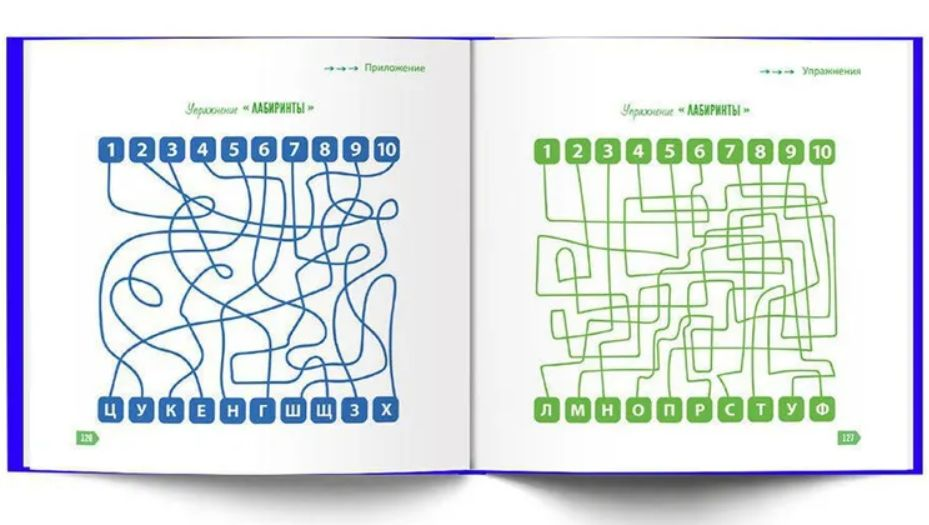 Приложение
Упражнение « ЛАБИРИНТЫ »
1 2 3 4 5 6 7 8 9 10
Ц У К Е Н Г Ш Щ З Х
126
Упражнения
Упражнение « ЛАБИРИНТЫ »
1 2 3 4 5 6 7 8 9 10
Л М Н О П Р С Т У Ф
127